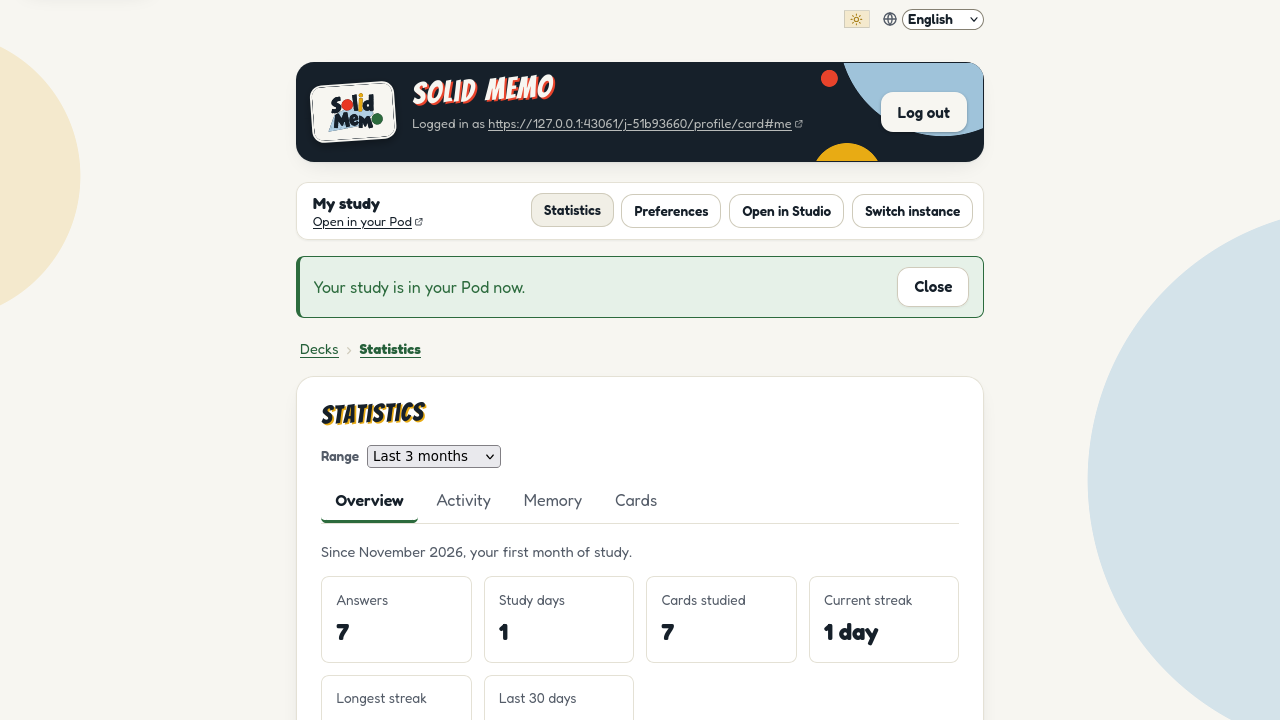 English
Solid Memo
SOLID MEMO
Logged in as https://127.0.0.1:43061/j-51b93660/profile/card#me
Log out
My study
Open in your Pod
Statistics
Preferences
Open in Studio
Switch instance
Your study is in your Pod now.
Close
Decks › Statistics
STATISTICS
Range Last 3 months
Overview Activity Memory Cards
Since November 2026, your first month of study.
Answers
7
Study days
1
Cards studied
7
Current streak
1 day
Longest streak
Last 30 days